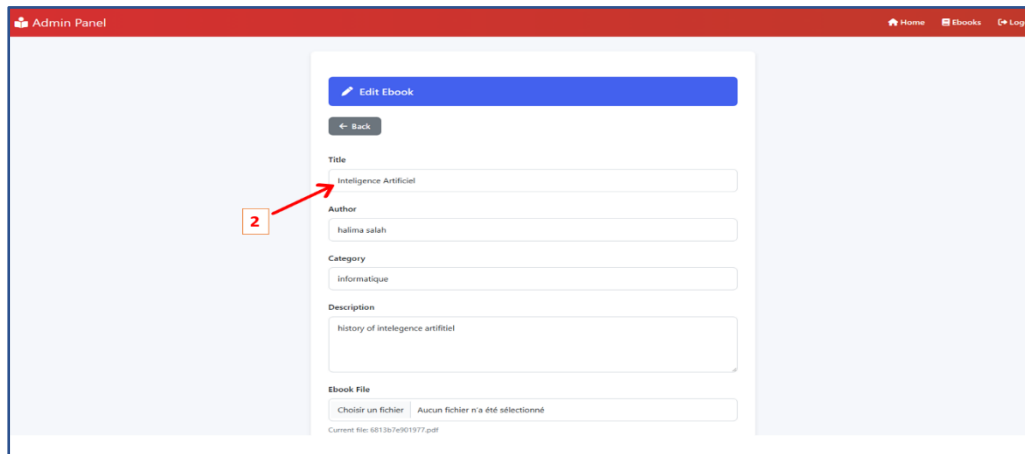 Admin Panel
Home Ebooks Log
Edit Ebook
← Back
Title
Inteligence Artificiel
2
Author
halima salah
Category
informatique
Description
history of intelegence artifitiel
Ebook File
Choisir un fichier Aucun fichier n'a été sélectionné
Current file: 6813b7e901977.pdf